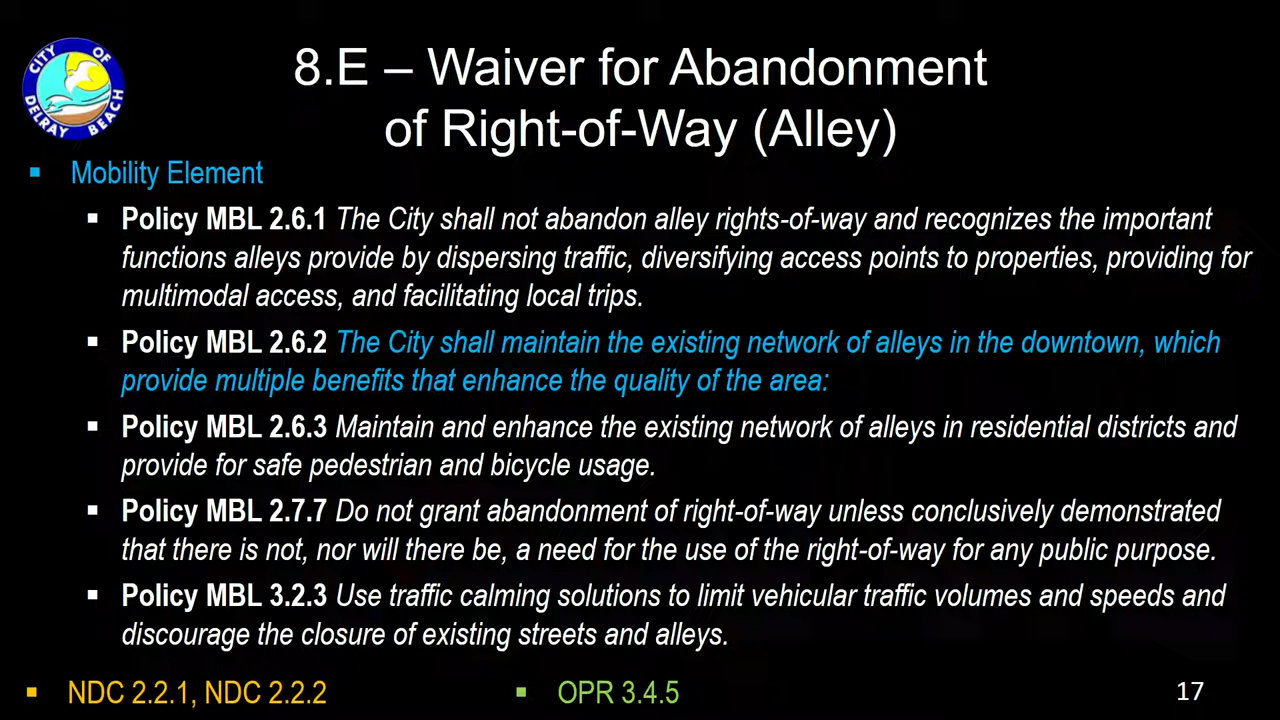 CITY OF
DELRAY BEACH
8.E – Waiver for Abandonment
of Right-of-Way (Alley)
Mobility Element
Policy MBL 2.6.1 The City shall not abandon alley rights-of-way and recognizes the important
functions alleys provide by dispersing traffic, diversifying access points to properties, providing for
multimodal access, and facilitating local trips.
Policy MBL 2.6.2 The City shall maintain the existing network of alleys in the downtown, which
provide multiple benefits that enhance the quality of the area:
Policy MBL 2.6.3 Maintain and enhance the existing network of alleys in residential districts and
provide for safe pedestrian and bicycle usage.
Policy MBL 2.7.7 Do not grant abandonment of right-of-way unless conclusively demonstrated
that there is not, nor will there be, a need for the use of the right-of-way for any public purpose.
Policy MBL 3.2.3 Use traffic calming solutions to limit vehicular traffic volumes and speeds and
discourage the closure of existing streets and alleys.
NDC 2.2.1, NDC 2.2.2
OPR 3.4.5
17